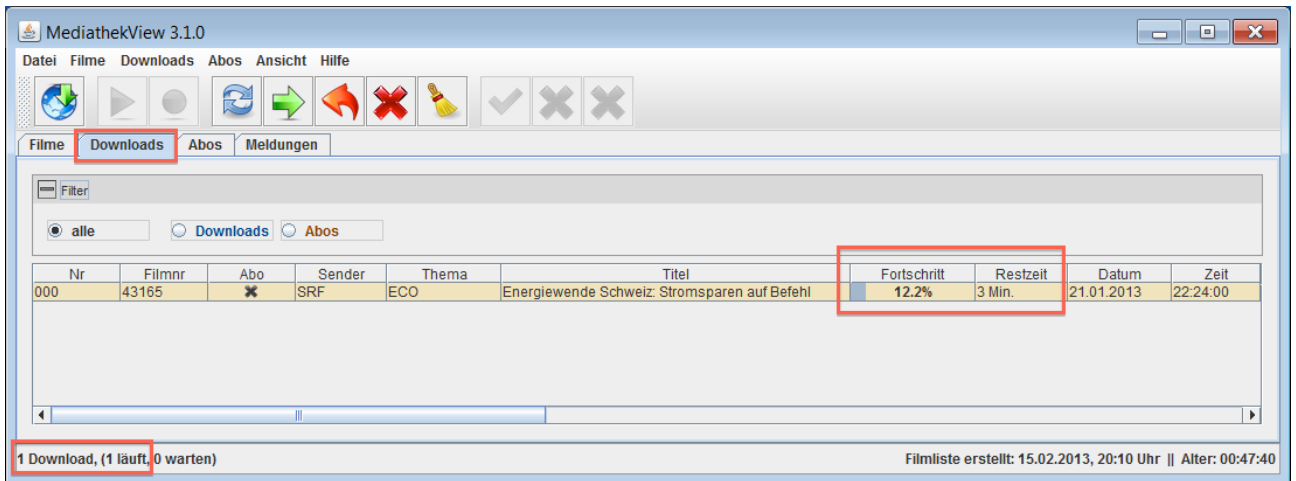 MediathekView 3.1.0
Datei Filme Downloads Abos Ansicht Hilfe
Filme Downloads Abos Meldungen
Filter
alle Downloads Abos
Nr Filmnr Abo Sender Thema Titel Fortschritt Restzeit Datum Zeit
000 43165 SRF ECO Energiewende Schweiz: Stromsparen auf Befehl 12.2% 3 Min. 21.01.2013 22:24:00
1 Download, (1 läuft, 0 warten) Filmliste erstellt: 15.02.2013, 20:10 Uhr || Alter: 00:47:40